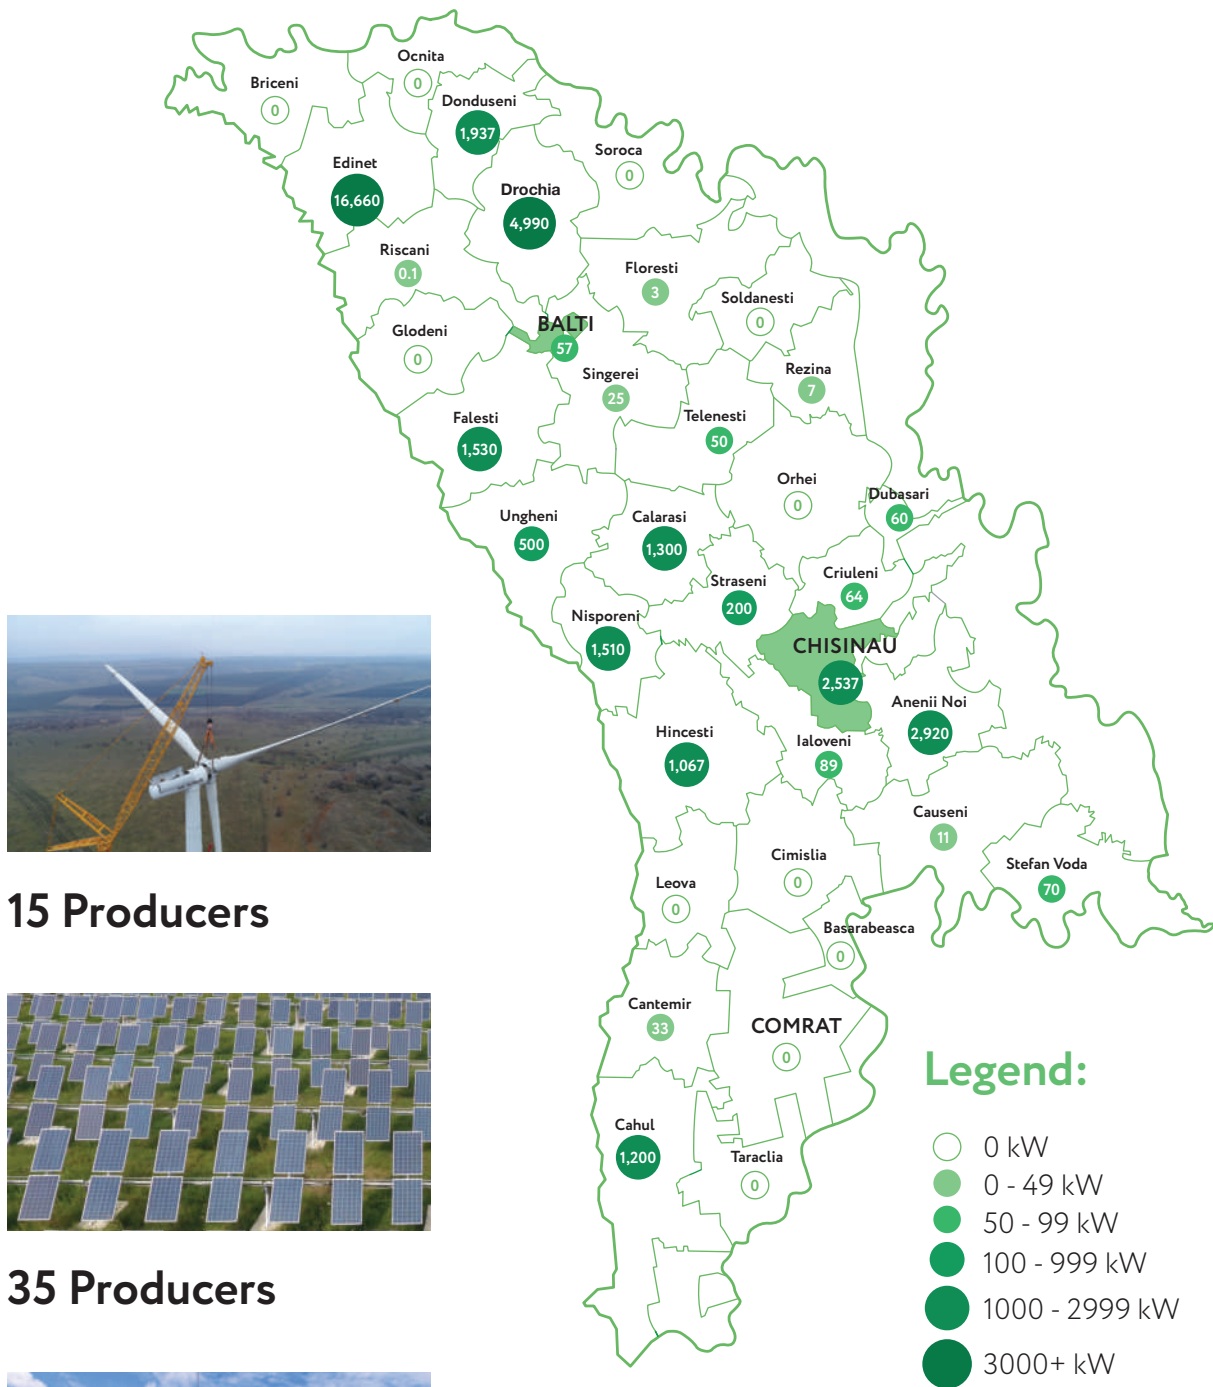 Ocnita
0
Briceni
0
Donduseni
1,937
Soroca
0
Edinet
16,660
Drochia
4,990
Riscani
0.1
Floresti
3
Soldanesti
0
BALTI
57
Glodeni
0
Singerei
25
Rezina
7
Telenesti
50
Falesti
1,530
Orhei
0
Dubasari
60
Ungheni
500
Calarasi
1,300
Straseni
200
Criuleni
64
Nisporeni
1,510
CHISINAU
2,537
Anenii Noi
2,920
Hincesti
1,067
Ialoveni
89
Causeni
11
Cimislia
0
Stefan Voda
70
Leova
0
Basarabeasca
0
Cantemir
33
COMRAT
0
Cahul
1,200
Taraclia
0
15 Producers
35 Producers
Legend:
0 kW
0 - 49 kW
50 - 99 kW
100 - 999 kW
1000 - 2999 kW
3000+ kW